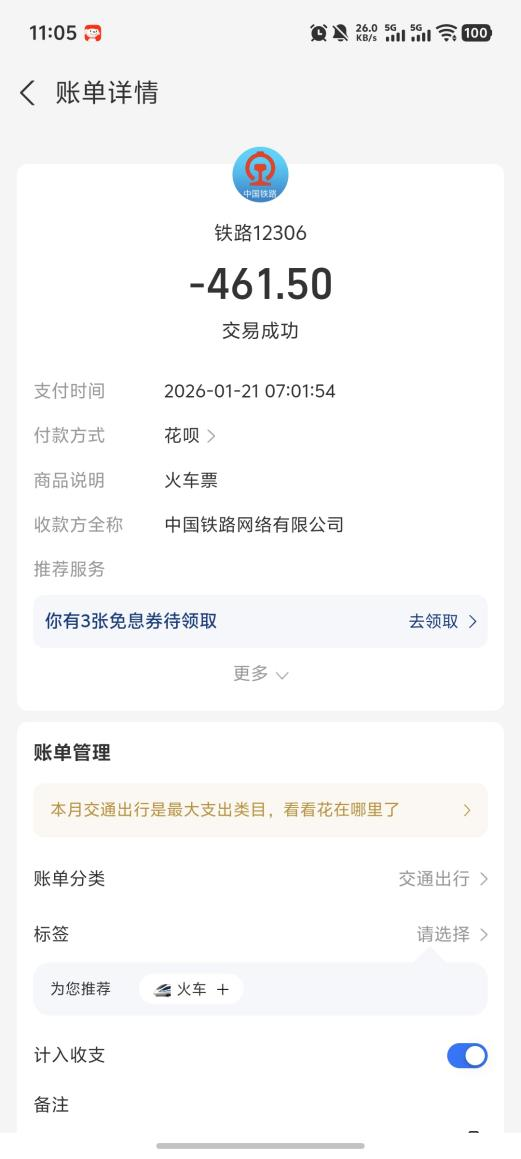 11:05
26.0
KB/s
5G
5G
100
账单详情
中国铁路
铁路12306
-461.50
交易成功
支付时间 2026-01-21 07:01:54
付款方式 花呗
商品说明 火车票
收款方全称 中国铁路网络有限公司
推荐服务
你有3张免息券待领取 去领取
更多
账单管理
本月交通出行是最大支出类目，看看花在哪里了
账单分类 交通出行
标签 请选择
为您推荐 火车 +
计入收支
备注